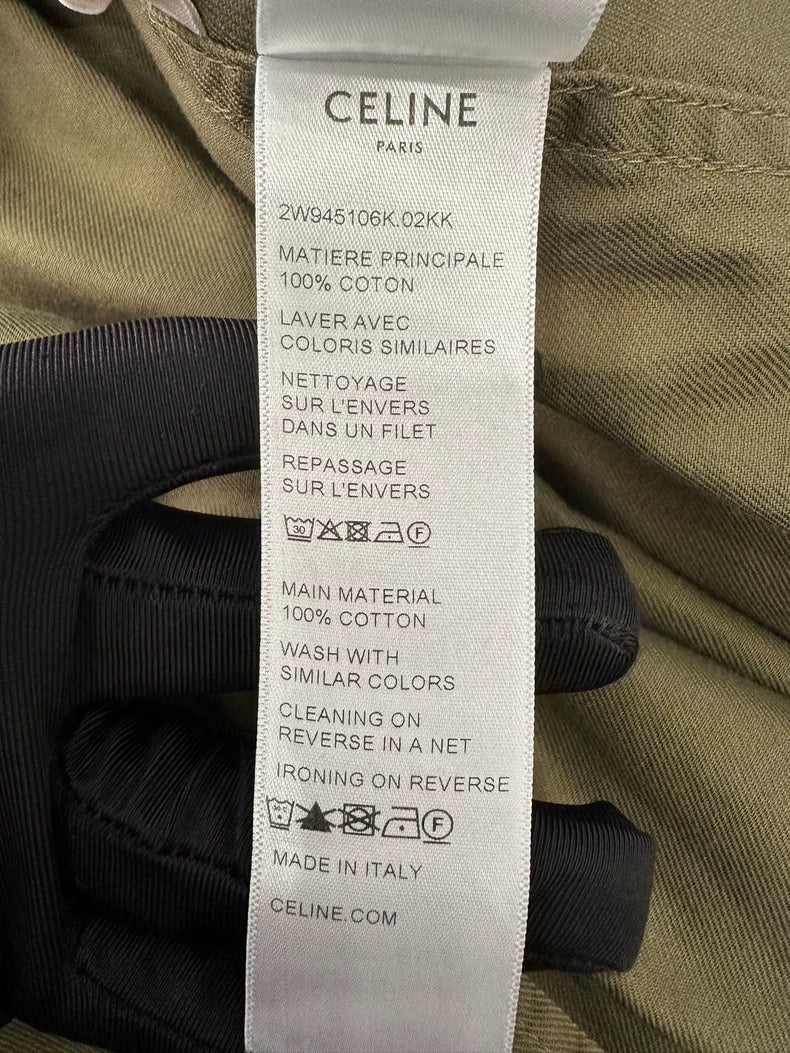 CELINE
PARIS
2W945106K.02KK
MATIERE PRINCIPALE
100% COTON
LAVER AVEC
COLORIS SIMILAIRES
NETTOYAGE
SUR L'ENVERS
DANS UN FILET
REPASSAGE
SUR L'ENVERS
30 F
MAIN MATERIAL
100% COTTON
WASH WITH
SIMILAR COLORS
CLEANING ON
REVERSE IN A NET
IRONING ON REVERSE
F
MADE IN ITALY
CELINE.COM